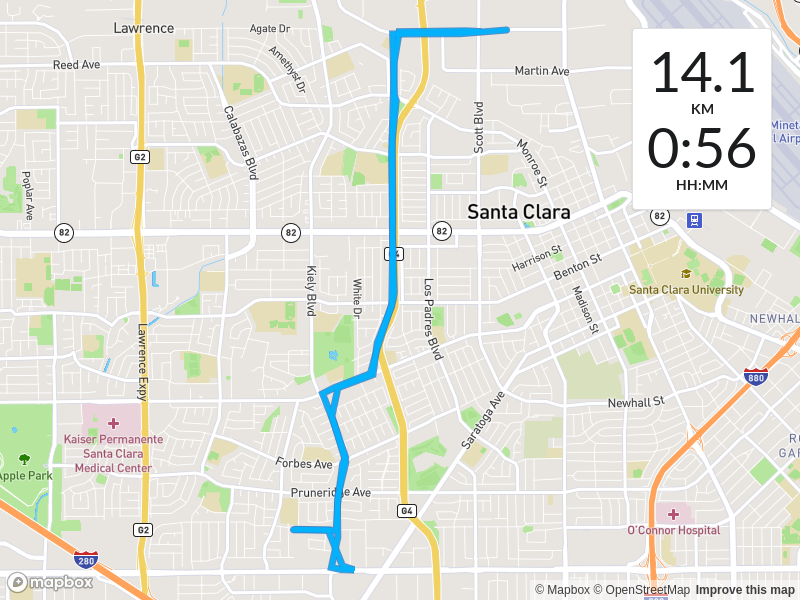 Lawrence
Agate Dr
Reed Ave
Amethyst Dr
Martin Ave
14.1
KM
0:56
HH:MM
Calabazas Blvd
Scott Blvd
Monroe St
G2
Poplar Ave
Santa Clara
82
82
82
82
Harrison St
Benton St
Kiely Blvd
White Dr
Los Padres Blvd
Madison St
Santa Clara University
Lawrence Expy
880
Newhall St
Saratoga Ave
Kaiser Permanente
Santa Clara
Medical Center
Forbes Ave
Apple Park
Pruneridge Ave
G4
G2
O'Connor Hospital
280
mapbox
© Mapbox © OpenStreetMap Improve this map